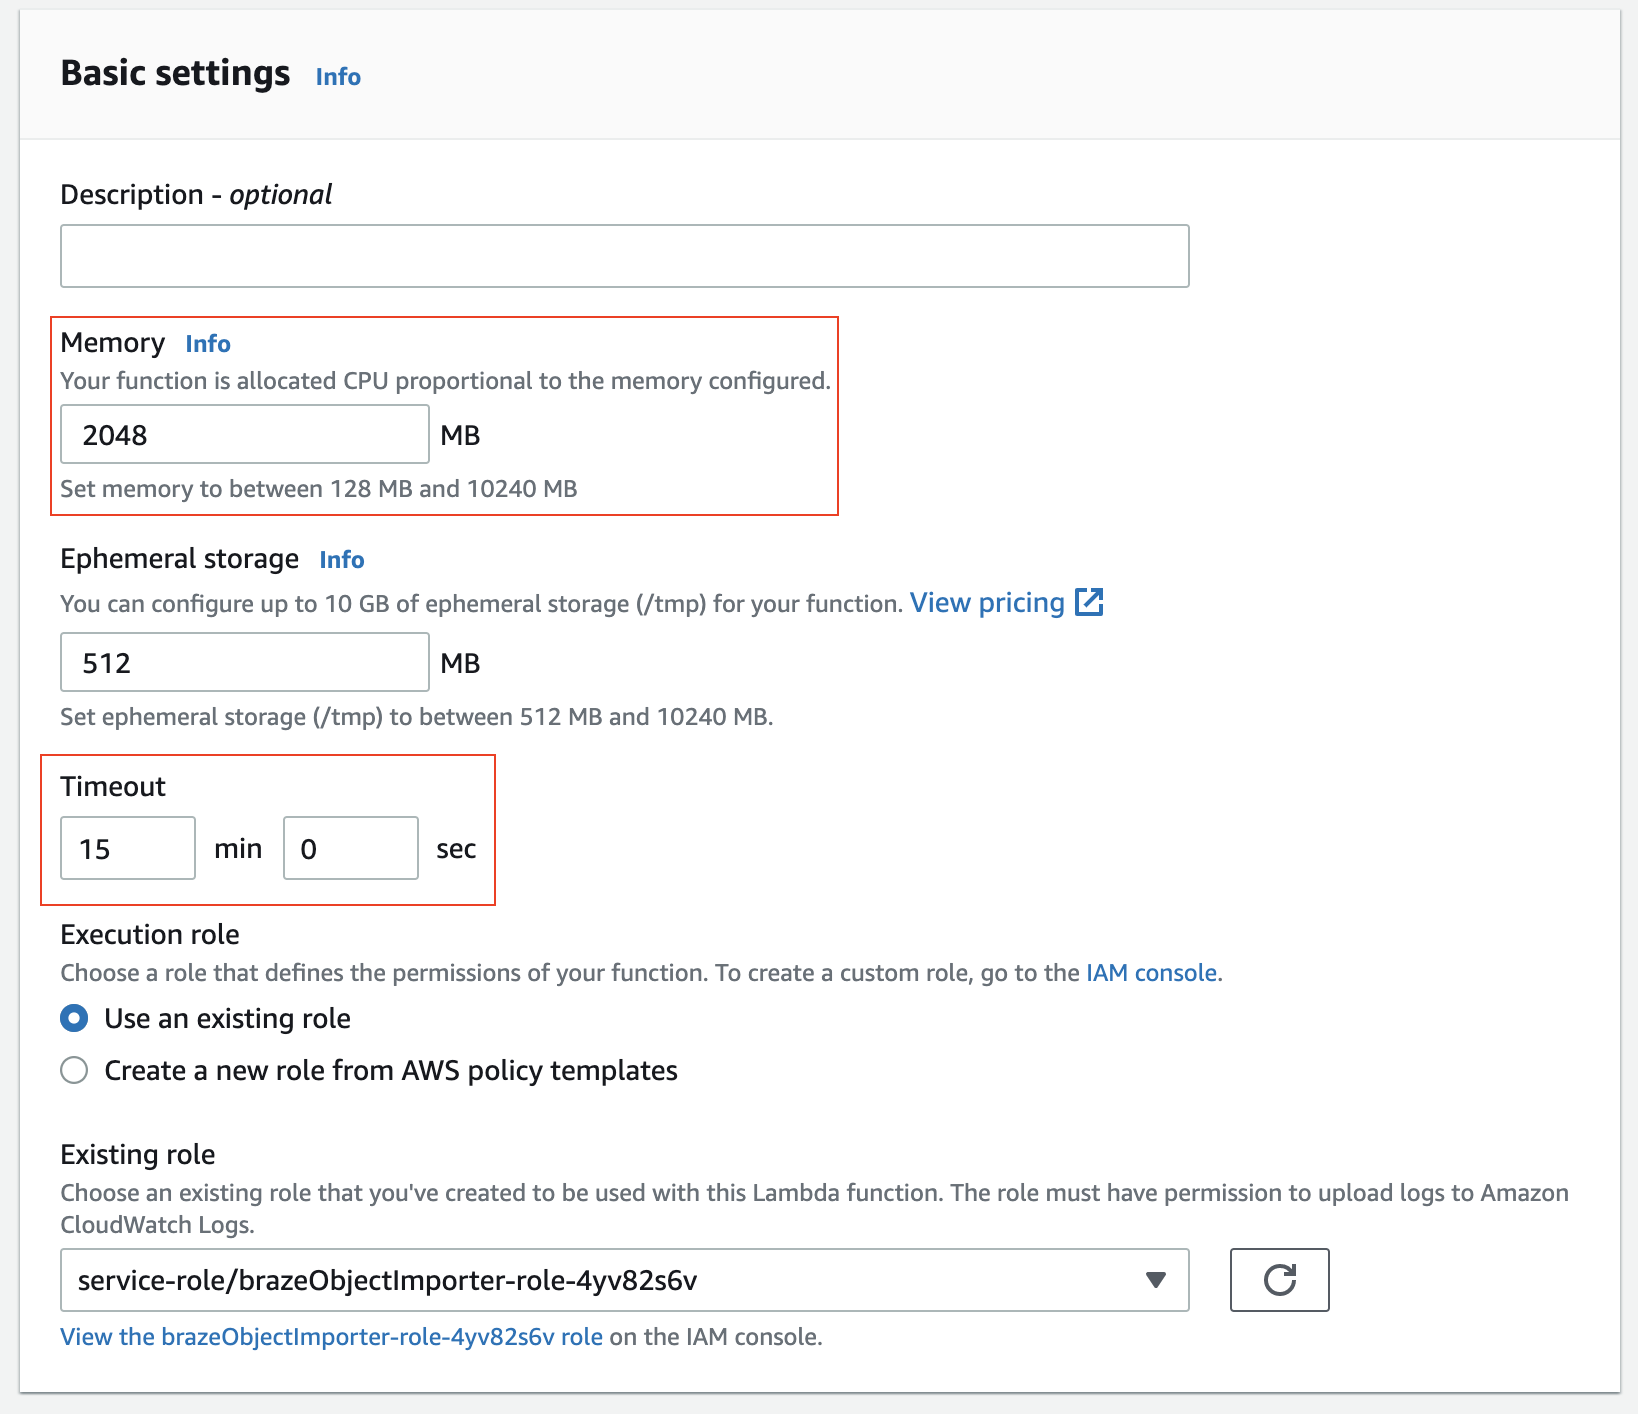 Basic settings Info
Description - optional
Memory Info
Your function is allocated CPU proportional to the memory configured.
2048 MB
Set memory to between 128 MB and 10240 MB
Ephemeral storage Info
You can configure up to 10 GB of ephemeral storage (/tmp) for your function. View pricing
512 MB
Set ephemeral storage (/tmp) to between 512 MB and 10240 MB.
Timeout
15 min 0 sec
Execution role
Choose a role that defines the permissions of your function. To create a custom role, go to the IAM console.
Use an existing role
Create a new role from AWS policy templates
Existing role
Choose an existing role that you've created to be used with this Lambda function. The role must have permission to upload logs to Amazon
CloudWatch Logs.
service-role/brazeObjectImporter-role-4yv82s6v
View the brazeObjectImporter-role-4yv82s6v role on the IAM console.